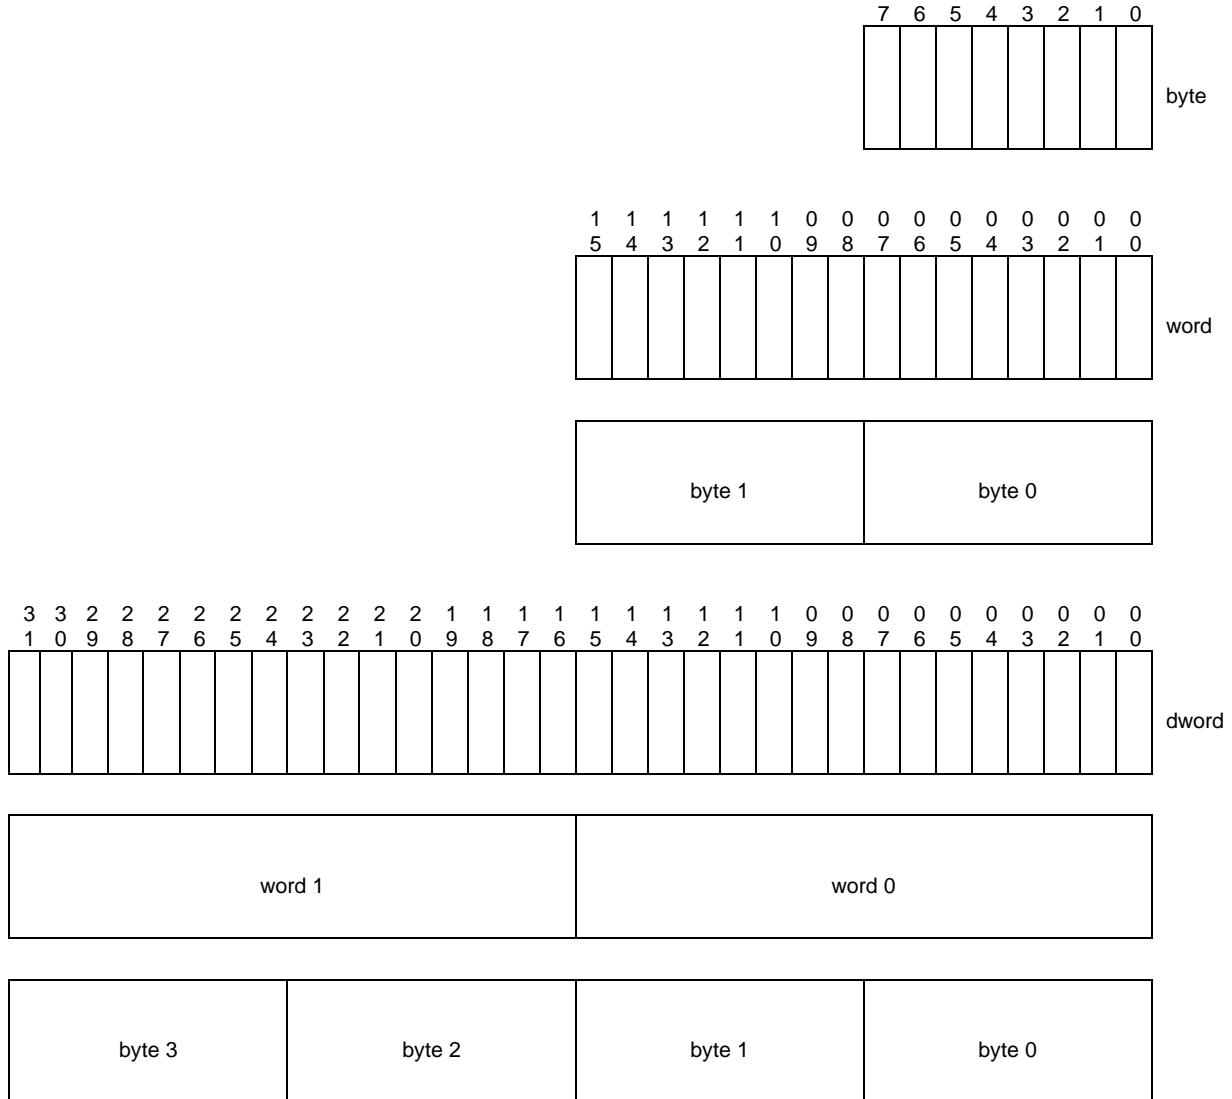 7 6 5 4 3 2 1 0
byte
1 1 1 1 1 1 0 0 0 0 0 0 0 0 0 0
5 4 3 2 1 0 9 8 7 6 5 4 3 2 1 0
word
byte 1 byte 0
3 3 2 2 2 2 2 2 2 2 2 2 1 1 1 1 1 1 1 1 1 1 0 0 0 0 0 0 0 0 0 0
1 0 9 8 7 6 5 4 3 2 1 0 9 8 7 6 5 4 3 2 1 0 9 8 7 6 5 4 3 2 1 0
dword
word 1 word 0
byte 3 byte 2 byte 1 byte 0